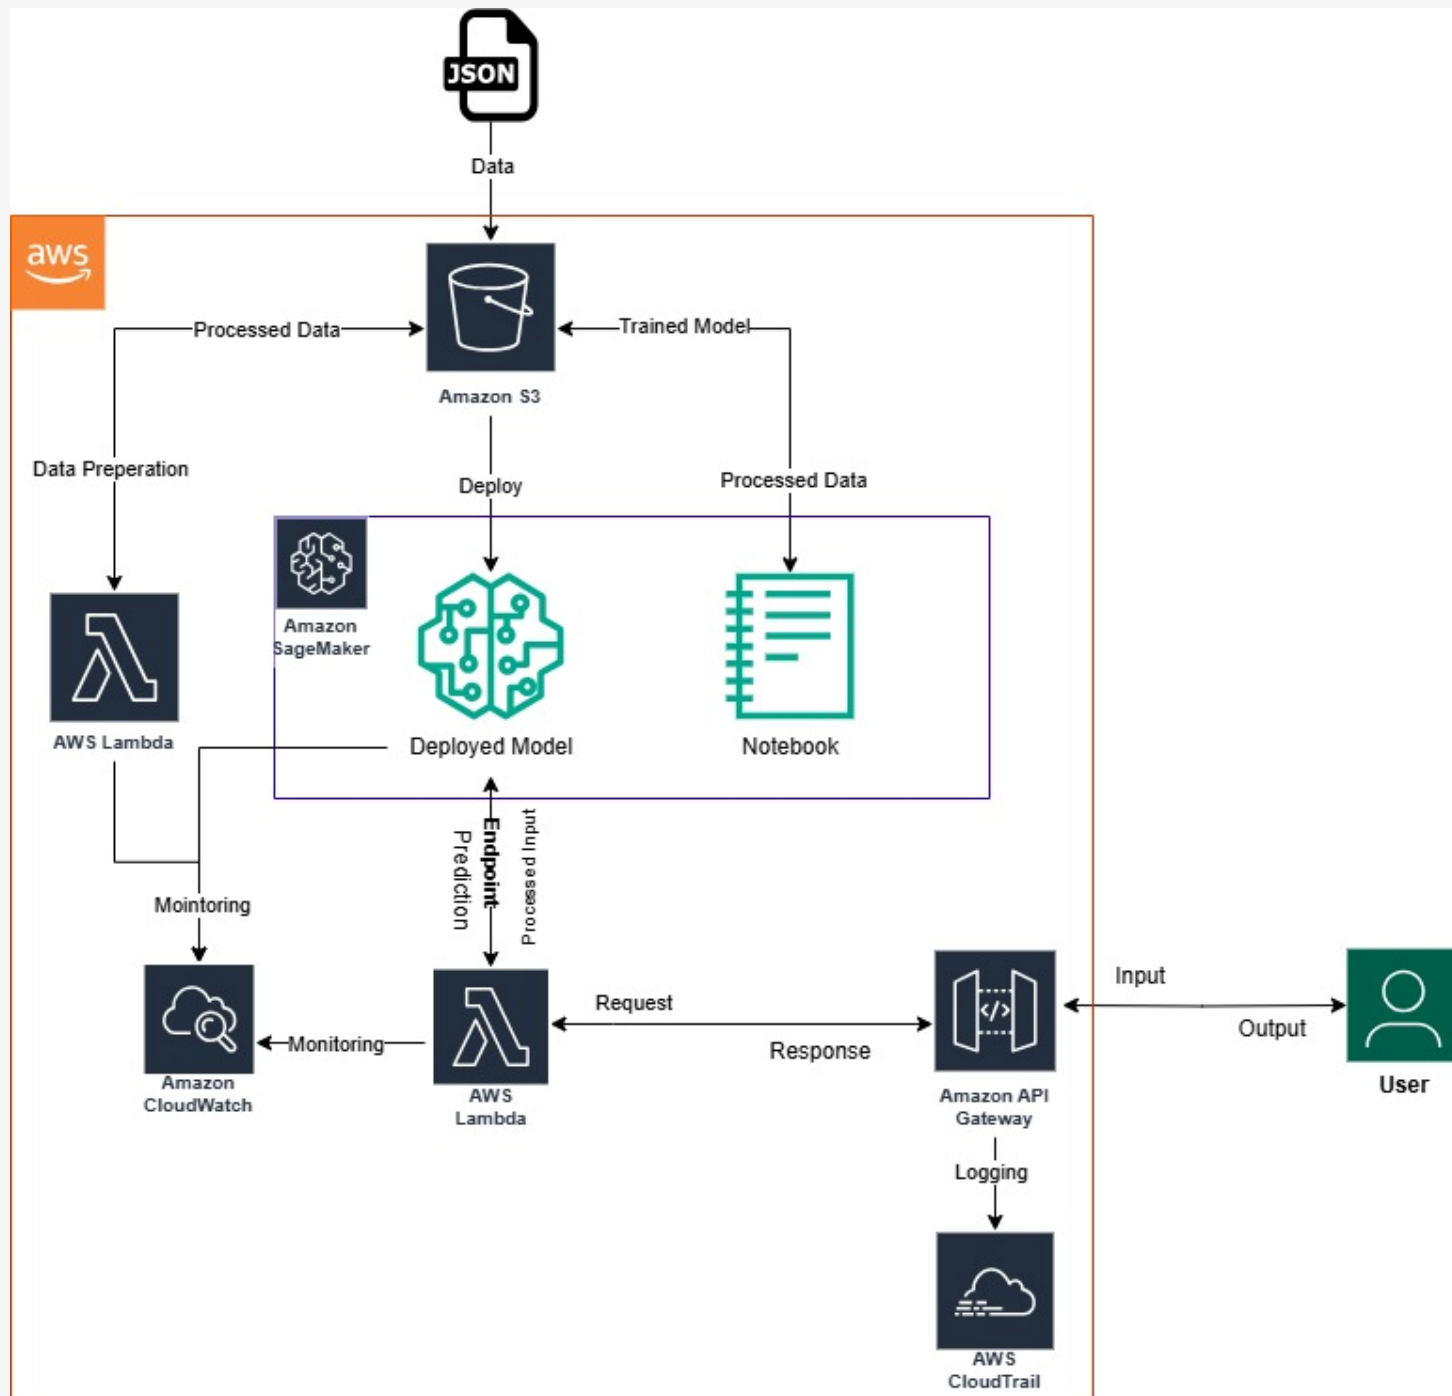 JSON
Data
aws
Processed Data
Trained Model
Amazon S3
Data Preperation
Deploy
Processed Data
Amazon
SageMaker
AWS Lambda
Deployed Model
Notebook
Endpoint
Prediction
Processed Input
Mointoring
Input
Request
Output
Monitoring
Response
Amazon
CloudWatch
AWS
Lambda
Amazon API
Gateway
User
Logging
AWS
CloudTrail